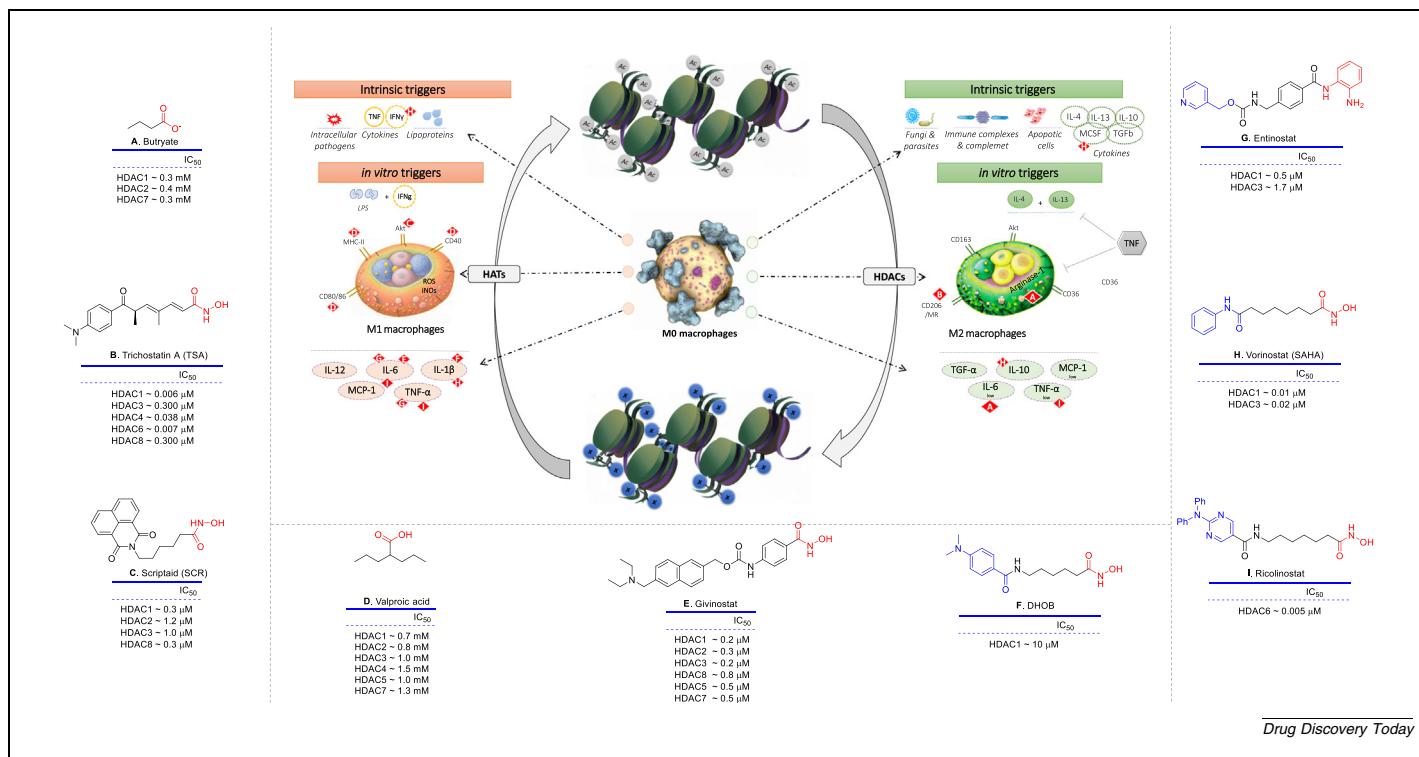 A. Butryate
IC50
HDAC1 ~ 0.3 mM
HDAC2 ~ 0.4 mM
HDAC7 ~ 0.3 mM
B. Trichostatin A (TSA)
IC50
HDAC1 ~ 0.006 µM
HDAC3 ~ 0.300 µM
HDAC4 ~ 0.038 µM
HDAC6 ~ 0.007 µM
HDAC8 ~ 0.300 µM
C. Scriptaid (SCR)
IC50
HDAC1 ~ 0.3 µM
HDAC2 ~ 1.2 µM
HDAC3 ~ 1.0 µM
HDAC8 ~ 0.3 µM
Intrinsic triggers
TNF
IFNγ
H
Intracellular
pathogens
Cytokines
Lipoproteins
in vitro triggers
LPS
+
IFNg
D
MHC-II
Akt
C
D
CD40
ROS
INOs
CD80/86
D
M1 macrophages
HATs
IL-12
G
E
IL-6
F
IL-1β
H
MCP-1
I
TNF-α
G
I
Ac
M0 macrophages
HDACs
x
Intrinsic triggers
Fungi &
parasites
Immune complexes
& complemet
Apopotic
cells
IL-4
IL-13
IL-10
MCSF
TGFb
H
Cytokines
in vitro triggers
IL-4
+
IL-13
TNF
CD163
Akt
Arginase-1
A
B
CD206
/MR
CD36
CD36
M2 macrophages
TGF-α
H
IL-10
MCP-1
low
IL-6
low
A
TNF-α
low
I
D. Valproic acid
IC50
HDAC1 ~ 0.7 mM
HDAC2 ~ 0.8 mM
HDAC3 ~ 1.0 mM
HDAC4 ~ 1.5 mM
HDAC5 ~ 1.0 mM
HDAC7 ~ 1.3 mM
E. Givinostat
IC50
HDAC1 ~ 0.2 µM
HDAC2 ~ 0.3 µM
HDAC3 ~ 0.2 µM
HDAC8 ~ 0.8 µM
HDAC5 ~ 0.5 µM
HDAC7 ~ 0.5 µM
F. DHOB
IC50
HDAC1 ~ 10 µM
G. Entinostat
IC50
HDAC1 ~ 0.5 µM
HDAC3 ~ 1.7 µM
H. Vorinostat (SAHA)
IC50
HDAC1 ~ 0.01 µM
HDAC3 ~ 0.02 µM
I. Ricolinostat
IC50
HDAC6 ~ 0.005 µM
Drug Discovery Today